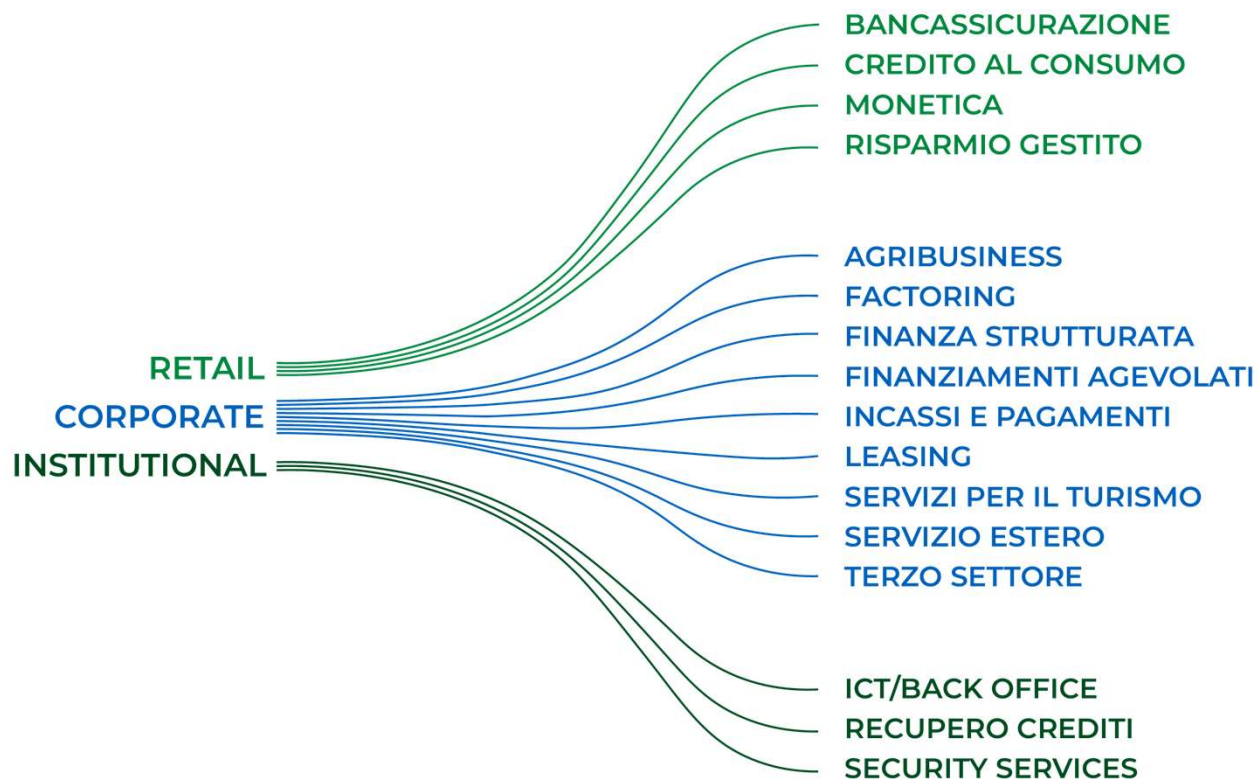 RETAIL
CORPORATE
INSTITUTIONAL
BANCASSICURAZIONE
CREDITO AL CONSUMO
MONETICA
RISPARMIO GESTITO
AGRIBUSINESS
FACTORING
FINANZA STRUTTURATA
FINANZIAMENTI AGEVOLATI
INCASSI E PAGAMENTI
LEASING
SERVIZI PER IL TURISMO
SERVIZIO ESTERO
TERZO SETTORE
ICT/BACK OFFICE
RECUPERO CREDITI
SECURITY SERVICES